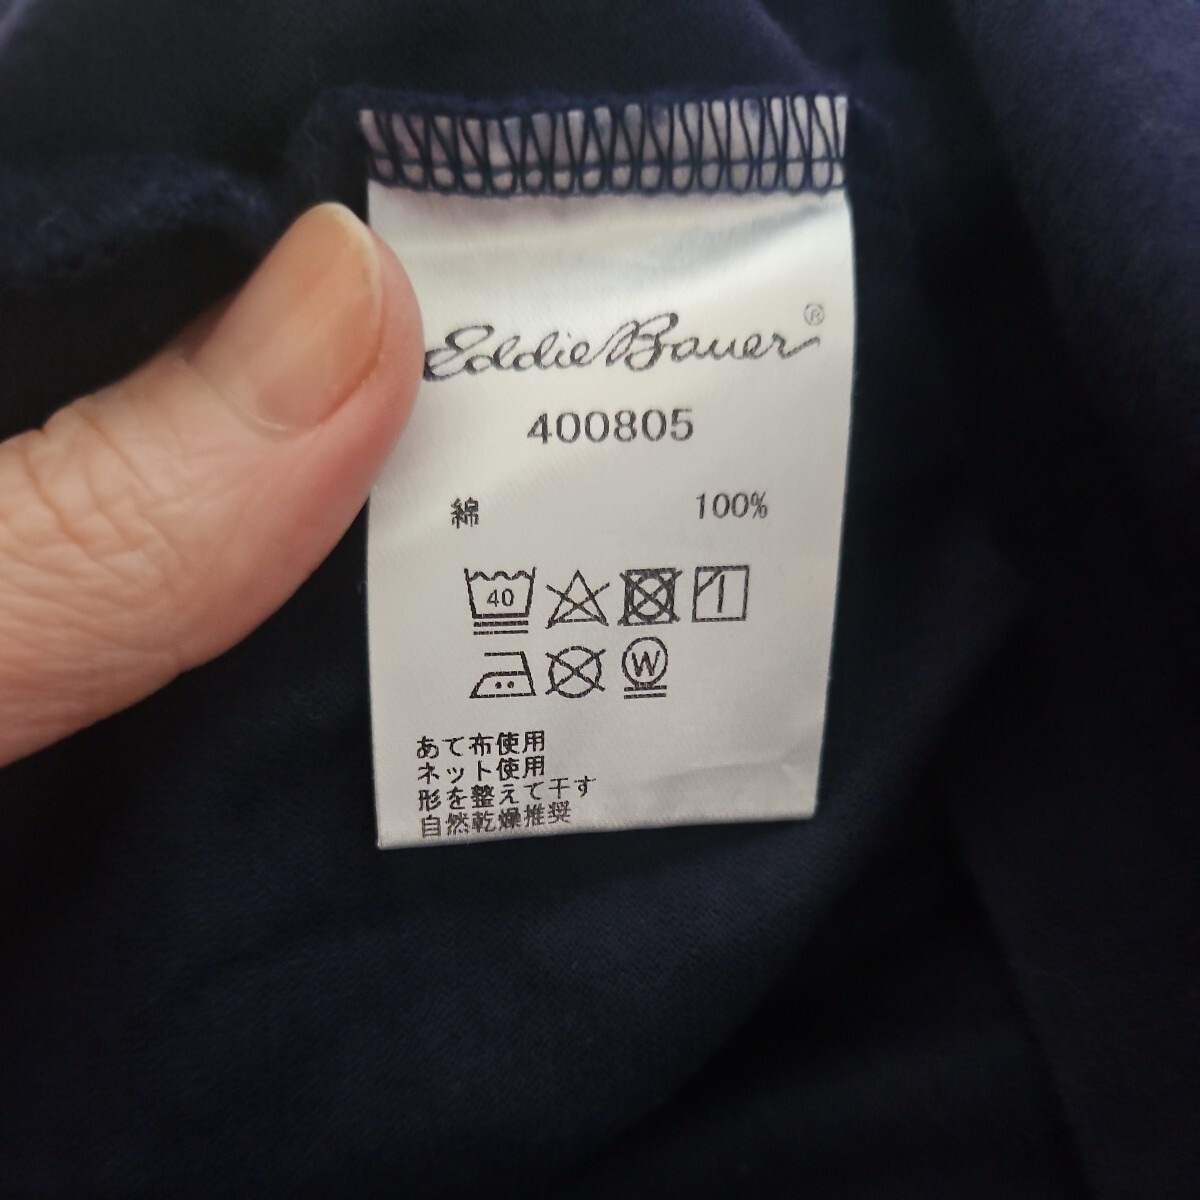 Eddie Bauer®
400805
綿 100%
40
W
あて布使用
ネット使用
形を整えて干す
自然乾燥推奨